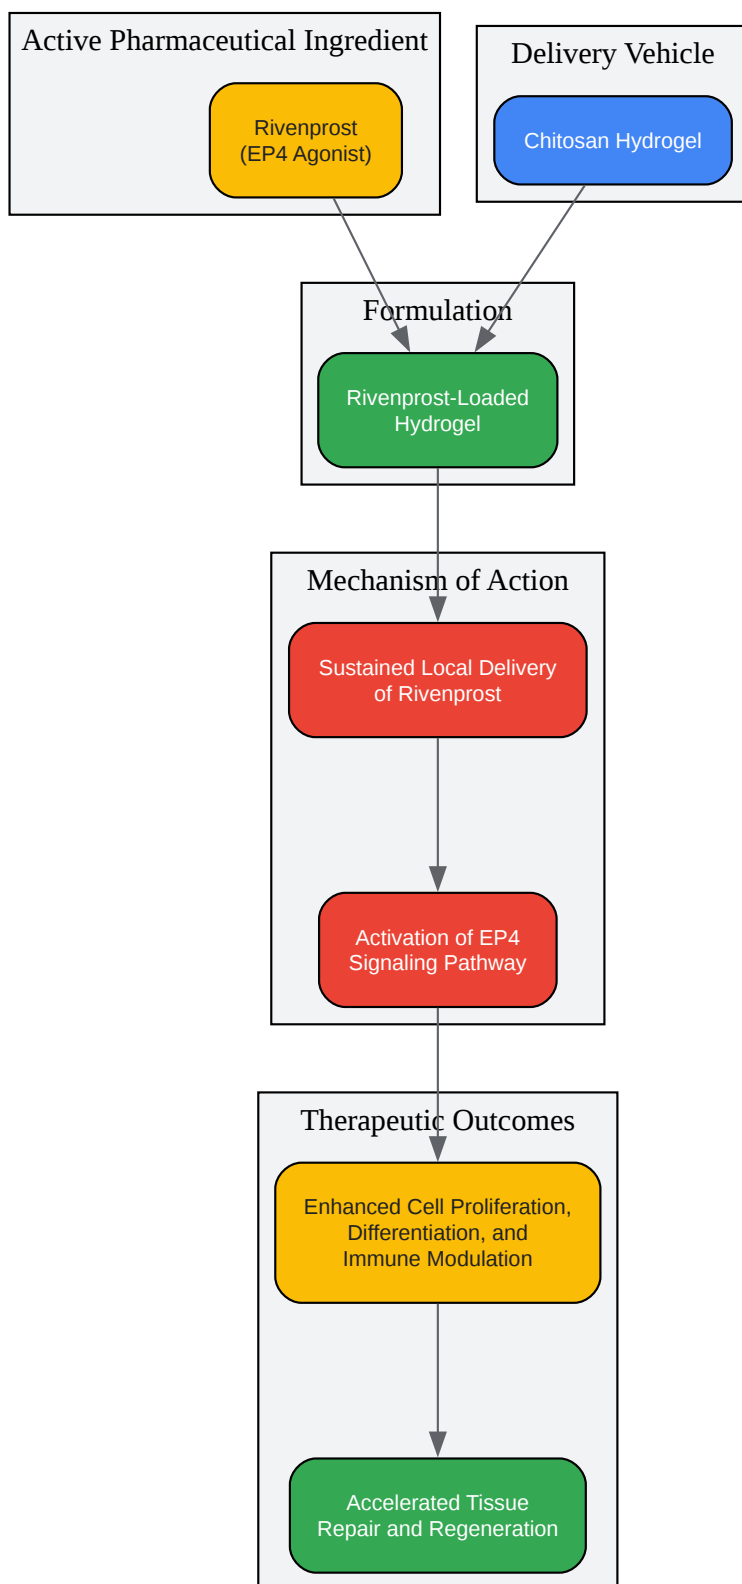 Active Pharmaceutical Ingredient
Rivenprost
(EP4 Agonist)
Delivery Vehicle
Chitosan Hydrogel
Formulation
Rivenprost-Loaded
Hydrogel
Mechanism of Action
Sustained Local Delivery
of Rivenprost
Activation of EP4
Signaling Pathway
Therapeutic Outcomes
Enhanced Cell Proliferation,
Differentiation, and
Immune Modulation
Accelerated Tissue
Repair and Regeneration